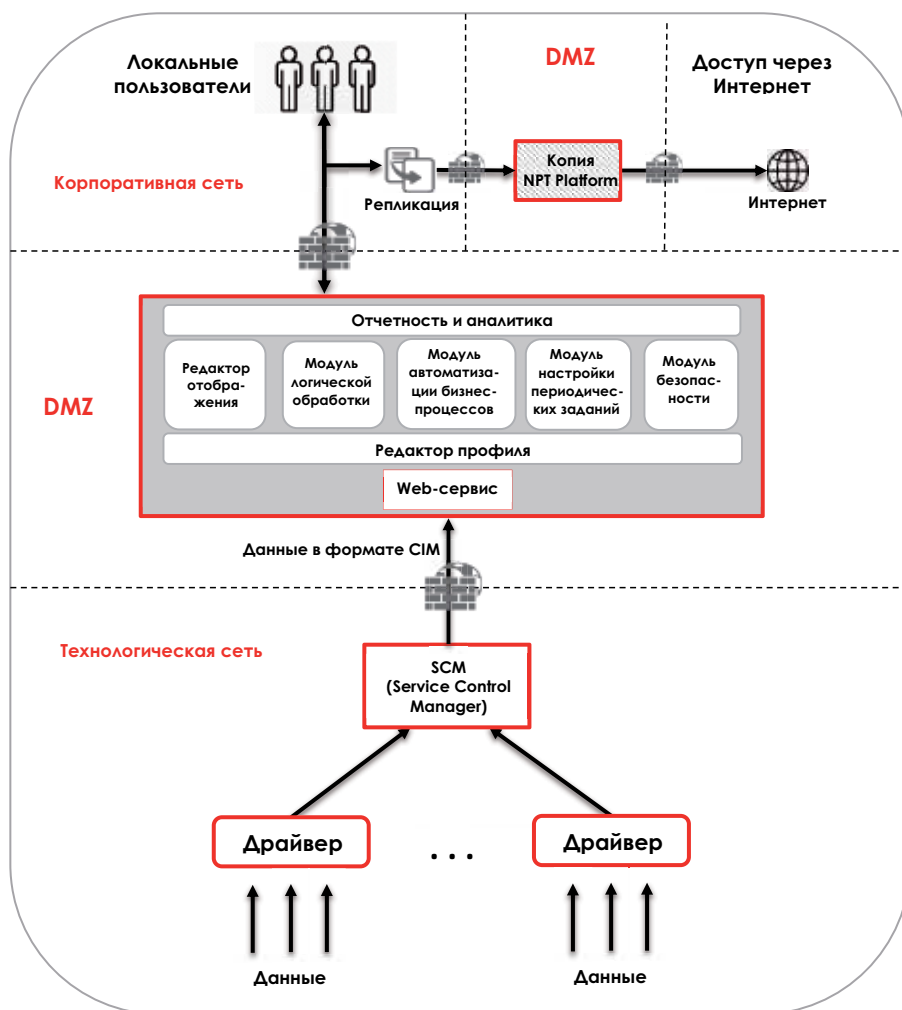 Локальные
пользователи
DMZ
Доступ через
Интернет
Корпоративная сеть
Репликация
Копия
NPT Platform
Интернет
DMZ
Отчетность и аналитика
Редактор
отобра-
жения
Модуль
логической
обработки
Модуль
автоматиза-
ции бизнес-
процессов
Модуль
настройки
периодичес-
ких заданий
Модуль
безопас-
ности
Редактор профиля
Web-сервис
Данные в формате CIM
Технологическая сеть
SCM
(Service Control
Manager)
Драйвер
...
Драйвер
Данные
Данные